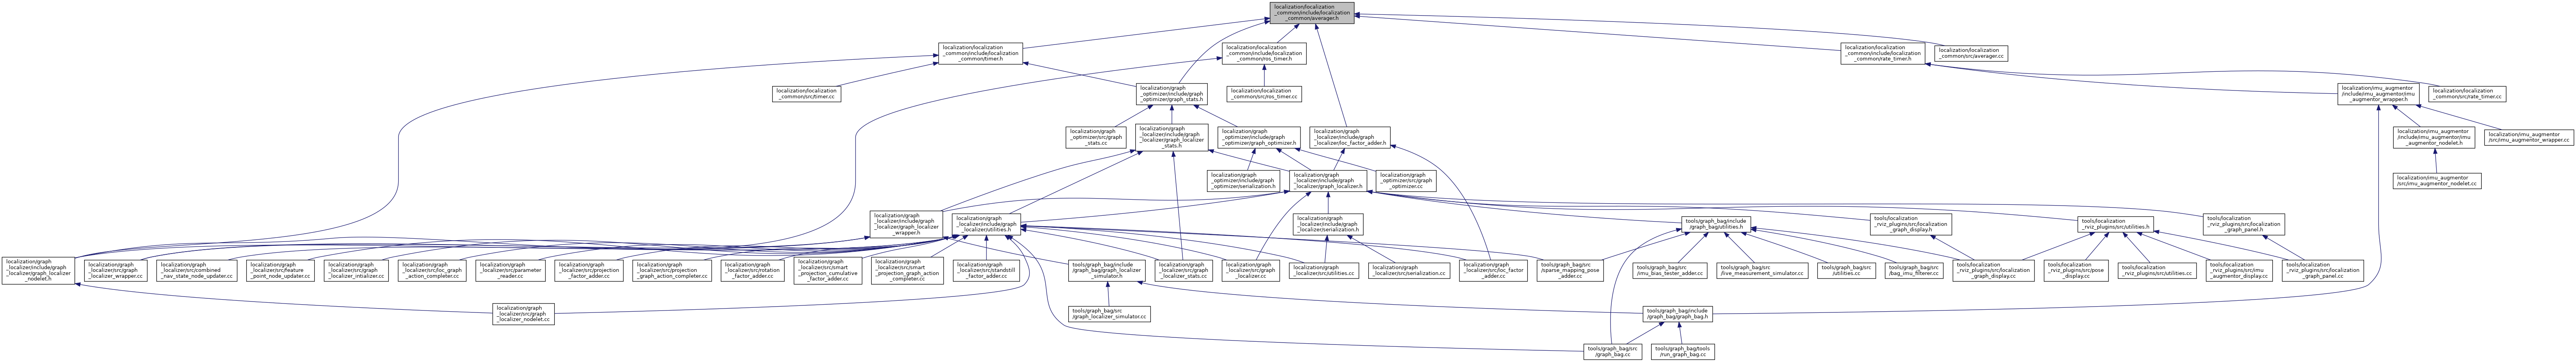 localization/localization
_common/include/localization
_common/averager.h
localization/localization
_common/include/localization
_common/timer.h
localization/localization
_common/include/localization
_common/ros_timer.h
localization/localization
_common/include/localization
_common/rate_timer.h
localization/localization
_common/src/averager.cc
localization/localization
_common/src/timer.cc
localization/graph
_optimizer/include/graph
_optimizer/graph_stats.h
localization/localization
_common/src/ros_timer.cc
localization/imu_augmentor
/include/imu_augmentor/imu
_augmentor_wrapper.h
localization/localization
_common/src/rate_timer.cc
localization/graph
_optimizer/src/graph
_stats.cc
localization/graph
_localizer/include/graph
_localizer/graph_localizer
_stats.h
localization/graph
_optimizer/include/graph
_optimizer/graph_optimizer.h
localization/graph
_localizer/include/graph
_localizer/loc_factor_adder.h
localization/imu_augmentor
/include/imu_augmentor/imu
_augmentor_nodelet.h
localization/imu_augmentor
/src/imu_augmentor_wrapper.cc
localization/graph
_optimizer/include/graph
_optimizer/serialization.h
localization/graph
_localizer/include/graph
_localizer/graph_localizer.h
localization/graph
_optimizer/src/graph
_optimizer.cc
localization/imu_augmentor
/src/imu_augmentor_nodelet.cc
localization/graph
_localizer/include/graph
_localizer/graph_localizer
_wrapper.h
localization/graph
_localizer/include/graph
_localizer/utilities.h
localization/graph
_localizer/include/graph
_localizer/serialization.h
tools/graph_bag/include
/graph_bag/utilities.h
tools/localization
_rviz_plugins/src/localization
_graph_display.h
tools/localization
_rviz_plugins/src/utilities.h
tools/localization
_rviz_plugins/src/localization
_graph_panel.h
localization/graph
_localizer/include/graph
_localizer/graph_localizer
_nodelet.h
localization/graph
_localizer/src/graph
_localizer_wrapper.cc
localization/graph
_localizer/src/combined
_nav_state_node_updater.cc
localization/graph
_localizer/src/feature
_point_node_updater.cc
localization/graph
_localizer/src/graph
_localizer_initializer.cc
localization/graph
_localizer/src/loc_graph
_action_completer.cc
localization/graph
_localizer/src/parameter
_reader.cc
localization/graph
_localizer/src/projection
_factor_adder.cc
localization/graph
_localizer/src/projection
_graph_action_completer.cc
localization/graph
_localizer/src/rotation
_factor_adder.cc
localization/graph
_localizer/src/smart
_projection_cumulative
_factor_adder.cc
localization/graph
_localizer/src/smart
_projection_graph_action
_completer.cc
localization/graph
_localizer/src/standstill
_factor_adder.cc
tools/graph_bag/include
/graph_bag/graph_localizer
_simulator.h
localization/graph
_localizer/src/graph
_localizer_stats.cc
localization/graph
_localizer/src/graph
_localizer.cc
localization/graph
_localizer/src/utilities.cc
localization/graph
_localizer/src/serialization.cc
localization/graph
_localizer/src/loc_factor
_adder.cc
tools/graph_bag/src
/sparse_mapping_pose
_adder.cc
tools/graph_bag/src
/imu_bias_tester_adder.cc
tools/graph_bag/src
/live_measurement_simulator.cc
tools/graph_bag/src
/utilities.cc
tools/graph_bag/src
/bag_imu_filterer.cc
tools/localization
_rviz_plugins/src/localization
_graph_display.cc
tools/localization
_rviz_plugins/src/pose
_display.cc
tools/localization
_rviz_plugins/src/utilities.cc
tools/localization
_rviz_plugins/src/imu
_augmentor_display.cc
tools/localization
_rviz_plugins/src/localization
_graph_panel.cc
localization/graph
_localizer/src/graph
_localizer_nodelet.cc
tools/graph_bag/src
/graph_localizer_simulator.cc
tools/graph_bag/include
/graph_bag/graph_bag.h
tools/graph_bag/src
/graph_bag.cc
tools/graph_bag/tools
/run_graph_bag.cc